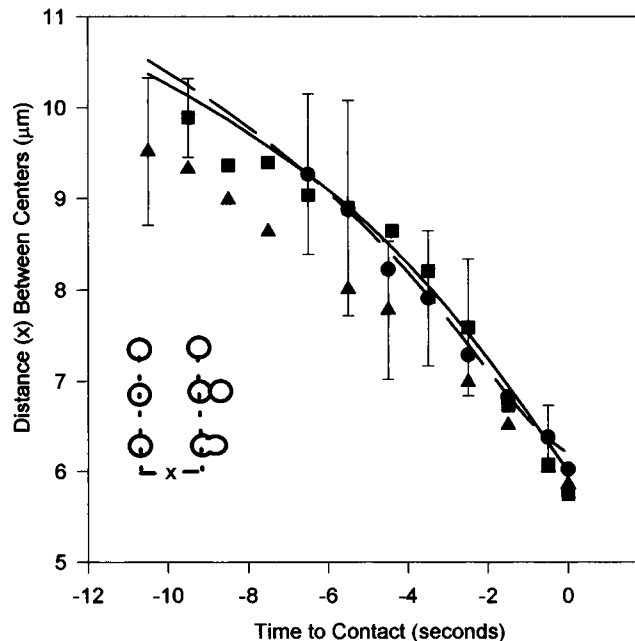 Distance (x) Between Centers (μm)
11
10
9
8
7
6
5
x
-12 -10 -8 -6 -4 -2 0
Time to Contact (seconds)